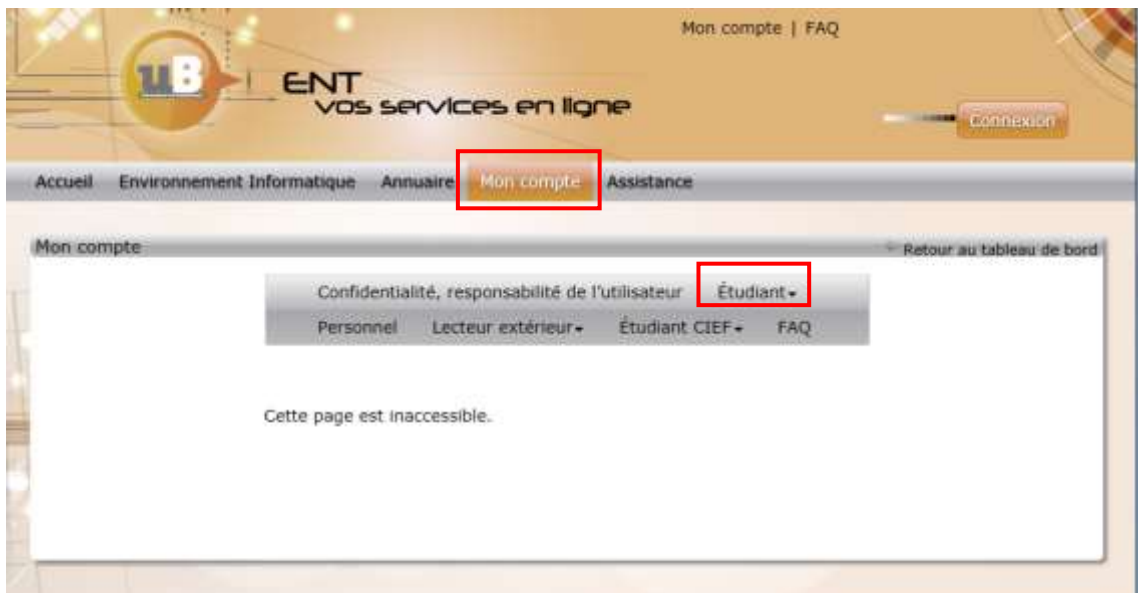 Mon compte | FAQ
uB
ENT
vos services en ligne
Connexion
Accueil Environnement Informatique Annuaire Mon compte Assistance
Mon compte
Retour au tableau de bord
Confidentialité, responsabilité de l'utilisateur Étudiant
Personnel Lecteur extérieur Étudiant CIEF FAQ
Cette page est inaccessible.